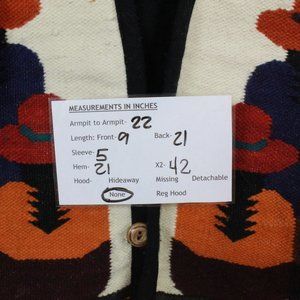 MEASUREMENTS IN INCHES
Armpit to Armpit- 22
Length: Front- 9 Back- 21
Sleeve- 5
Hem- 21 X2- 42
Hood- Hideaway Missing Detachable
None Reg Hood